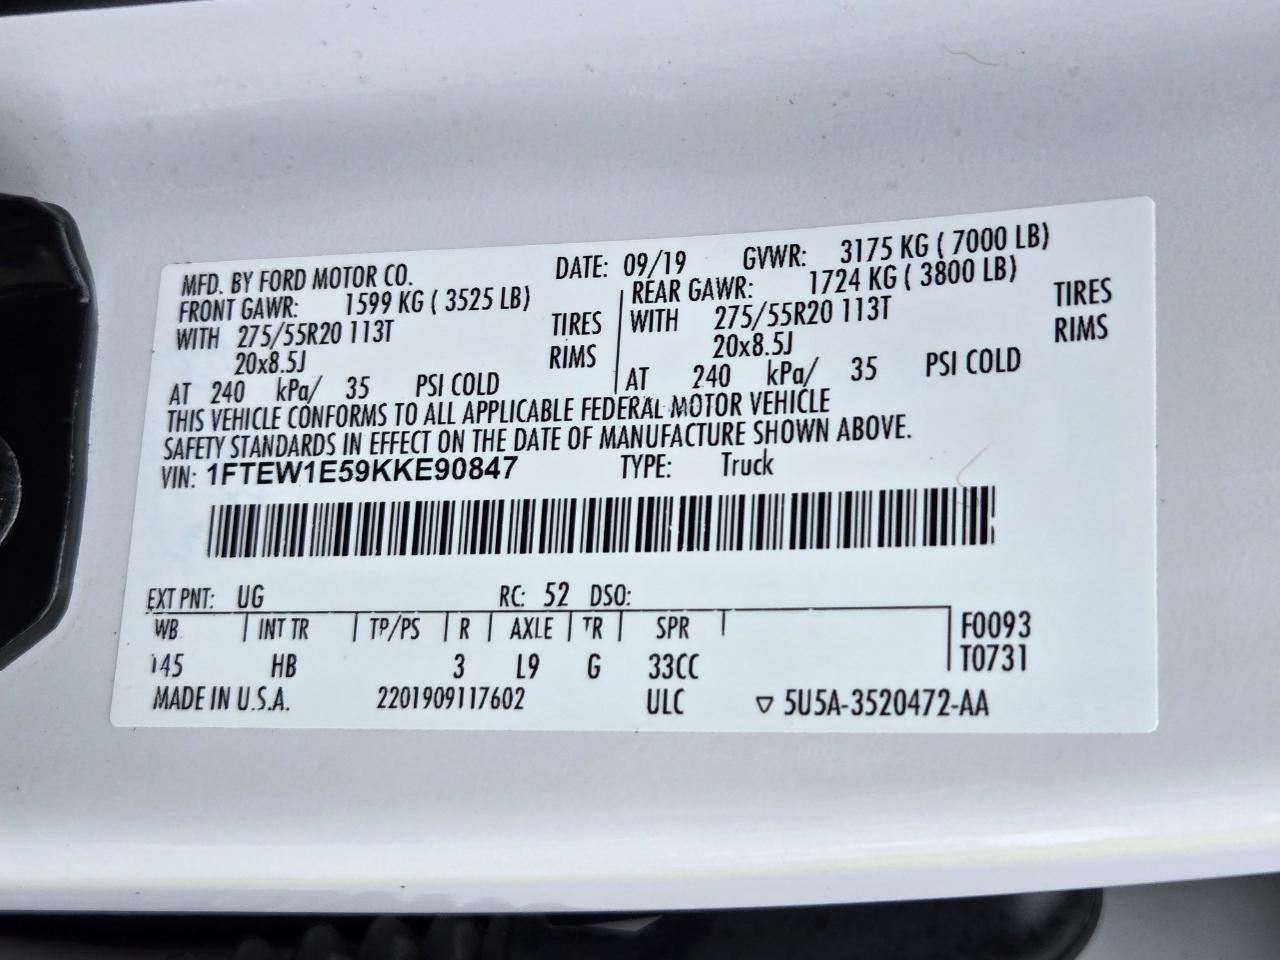 MFD. BY FORD MOTOR CO. DATE: 09/19 GVWR: 3175 KG ( 7000 LB)
FRONT GAWR: 1599 KG ( 3525 LB) REAR GAWR: 1724 KG ( 3800 LB)
WITH 275/55R20 113T TIRES WITH 275/55R20 113T TIRES
20x8.5J RIMS 20x8.5J RIMS
AT 240 kPa/ 35 PSI COLD AT 240 kPa/ 35 PSI COLD
THIS VEHICLE CONFORMS TO ALL APPLICABLE FEDERAL MOTOR VEHICLE
SAFETY STANDARDS IN EFFECT ON THE DATE OF MANUFACTURE SHOWN ABOVE.
VIN: 1FTEW1E59KKE90847 TYPE: Truck
EXT PNT: UG RC: 52 DSO:
WB INT TR TP/PS R AXLE TR SPR F0093
145 HB 3 L9 G 33CC T0731
MADE IN U.S.A. 2201909117602 ULC ▽ 5U5A-3520472-AA